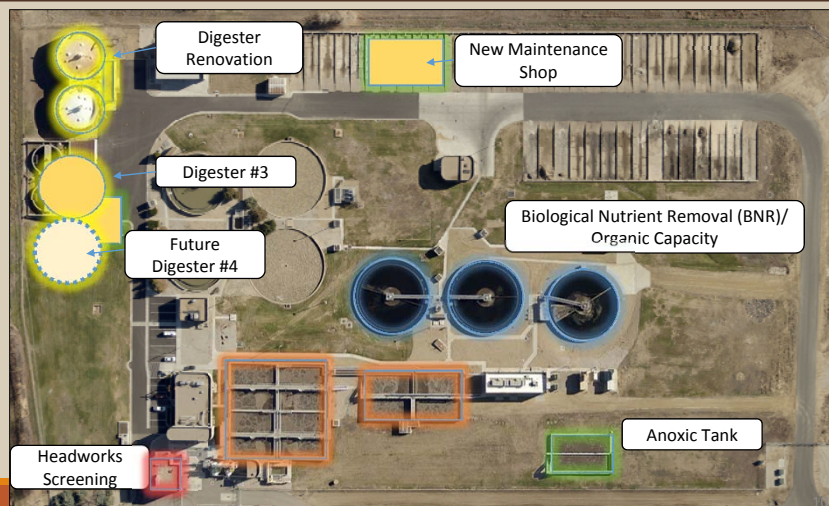 Digester
Renovation
New Maintenance
Shop
Digester #3
Biological Nutrient Removal (BNR)/
Organic Capacity
Future
Digester #4
Anoxic Tank
Headworks
Screening